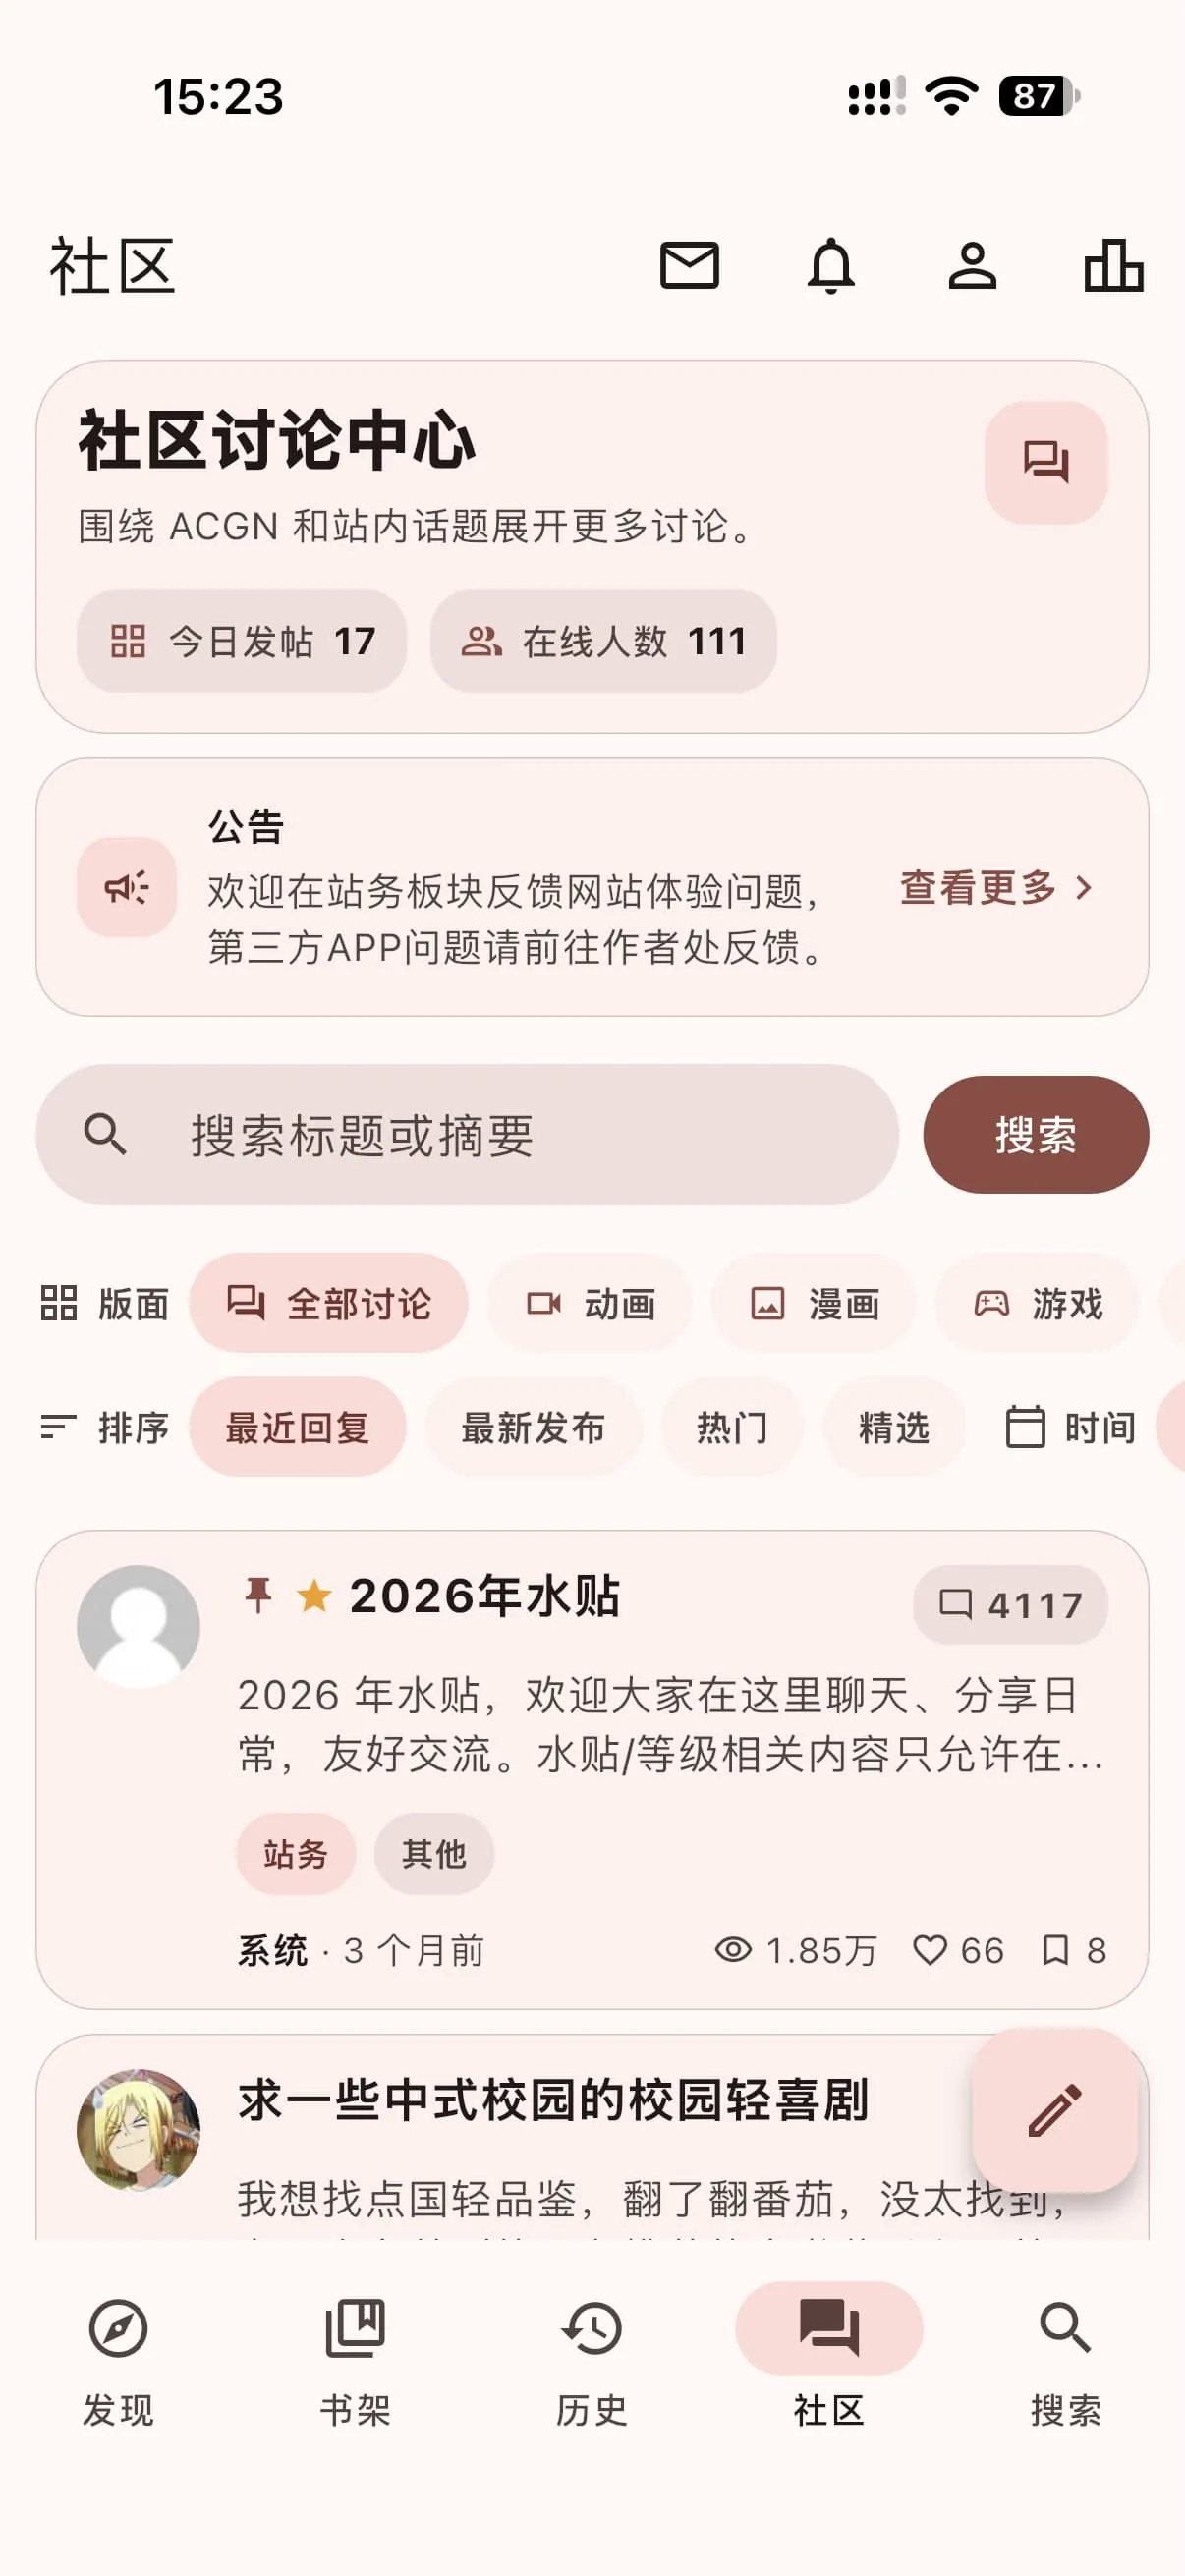 15:23
87
社区
社区讨论中心
围绕 ACGN 和站内话题展开更多讨论。
今日发帖 17
在线人数 111
公告
欢迎在站务板块反馈网站体验问题，
第三方APP问题请前往作者处反馈。
查看更多
搜索标题或摘要
搜索
版面 全部讨论 动画 漫画 游戏
排序 最近回复 最新发布 热门 精选 时间
2026年水贴
4117
2026 年水贴，欢迎大家在这里聊天、分享日
常，友好交流。水贴/等级相关内容只允许在...
站务 其他
系统 · 3 个月前 1.85万 66 8
求一些中式校园的校园轻喜剧
我想找点国轻品鉴，翻了翻番茄，没太找到，
发现 书架 历史 社区 搜索